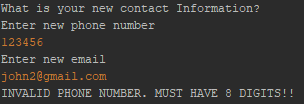 What is your new contact Information?
Enter new phone number
123456
Enter new email
john2@gmail.com
INVALID PHONE NUMBER. MUST HAVE 8 DIGITS!!